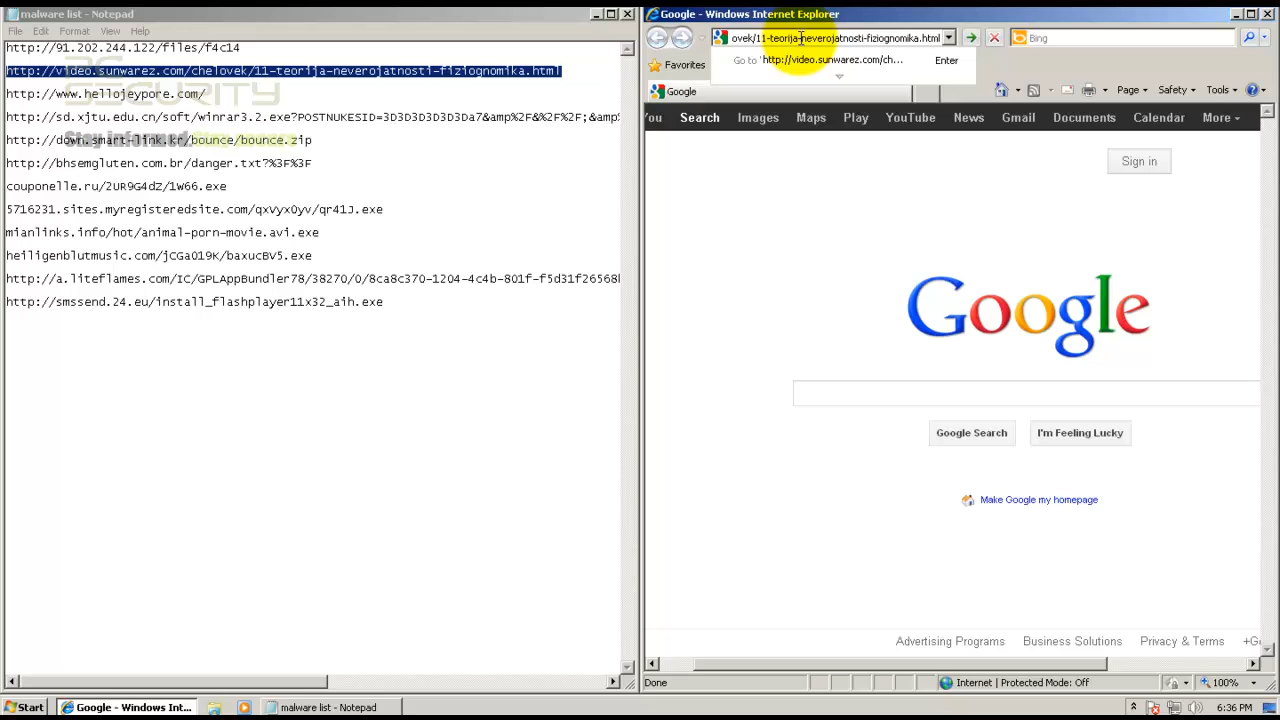 malware list - Notepad
File Edit Format View Help
http://91.202.244.122/files/f4c14
http://video.sunwarez.com/chelovek/11-teorija-neverojatnosti-fiziognomika.html
http://www.hellojeypore.com/
http://sd.xjtu.edu.cn/soft/winrar3.2.exe?POSTNUKESID=3D3D3D3D3D3Da7&amp%2F&%2F%2F;&amp%
http://down.smart-link.kr/bounce/bounce.zip
http://bhsemgluten.com.br/danger.txt?%3F%3F
couponelle.ru/2UR9G4dZ/1W66.exe
5716231.sites.myregisteredsite.com/qxVyxOyv/qr41J.exe
mianlinks.info/hot/animal-porn-movie.avi.exe
heiligenblutmusic.com/jCGa019K/baxucBV5.exe
http://a.liteflames.com/IC/GPLAppBundler78/38270/0/8ca8c370-1204-4c4b-801f-f5d31f26568
http://smssend.24.eu/install_flashplayer11x32_aih.exe
SECURITY
Stay informed.
Google - Windows Internet Explorer
ovek/11-teorija-neverojatnosti-fiziognomika.html
Bing
Go to 'http://video.sunwarez.com/ch... Enter
Favorites
Google
Page Safety Tools
You Search Images Maps Play YouTube News Gmail Documents Calendar More
Sign in
Google
Google Search I'm Feeling Lucky
Make Google my homepage
Advertising Programs Business Solutions Privacy & Terms +G
Done Internet | Protected Mode: Off 100%
Start Google - Windows Int... malware list - Notepad 6:36 PM